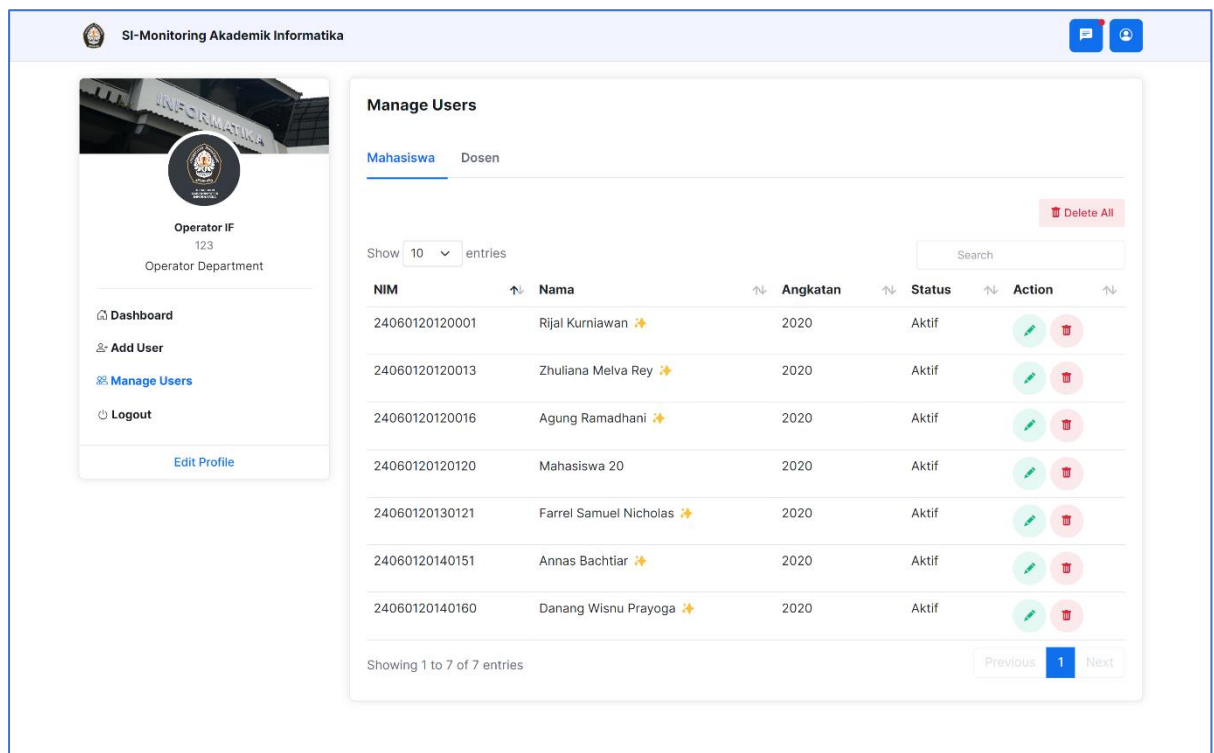 SI-Monitoring Akademik Informatika
INFORMATIKA
Operator IF
123
Operator Department
Dashboard
Add User
Manage Users
Logout
Edit Profile
Manage Users
Mahasiswa Dosen
Delete All
Show 10 entries Search
NIM Nama Angkatan Status Action
24060120120001 Rijal Kurniawan ✨ 2020 Aktif
24060120120013 Zhuliana Melva Rey ✨ 2020 Aktif
24060120120016 Agung Ramadhani ✨ 2020 Aktif
24060120120120 Mahasiswa 20 2020 Aktif
24060120130121 Farrel Samuel Nicholas ✨ 2020 Aktif
24060120140151 Annas Bachtiar ✨ 2020 Aktif
24060120140160 Danang Wisnu Prayoga ✨ 2020 Aktif
Showing 1 to 7 of 7 entries Previous 1 Next